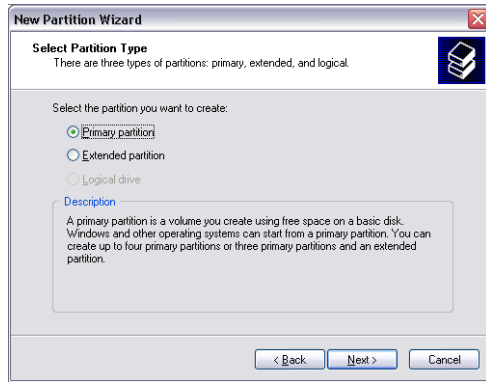 New Partition Wizard
Select Partition Type
There are three types of partitions: primary, extended, and logical.
Select the partition you want to create:
Primary partition
Extended partition
Logical drive
Description
A primary partition is a volume you create using free space on a basic disk.
Windows and other operating systems can start from a primary partition. You can
create up to four primary partitions or three primary partitions and an extended
partition.
< Back
Next >
Cancel